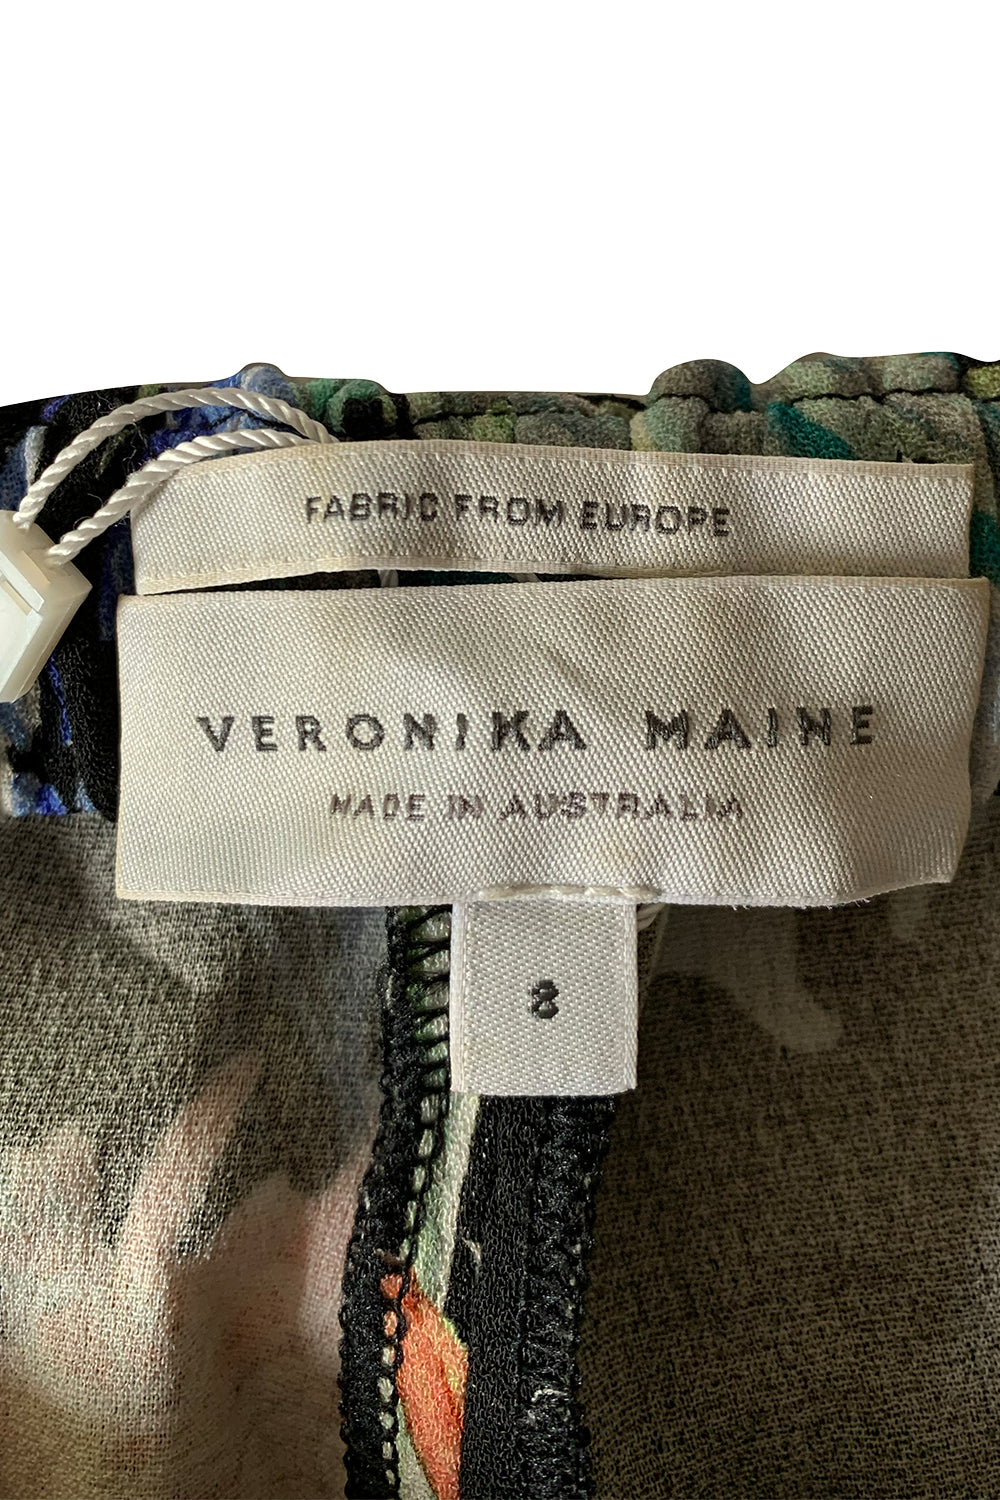 FABRIC FROM EUROPE
VERONIKA MAINE
MADE IN AUSTRALIA
8